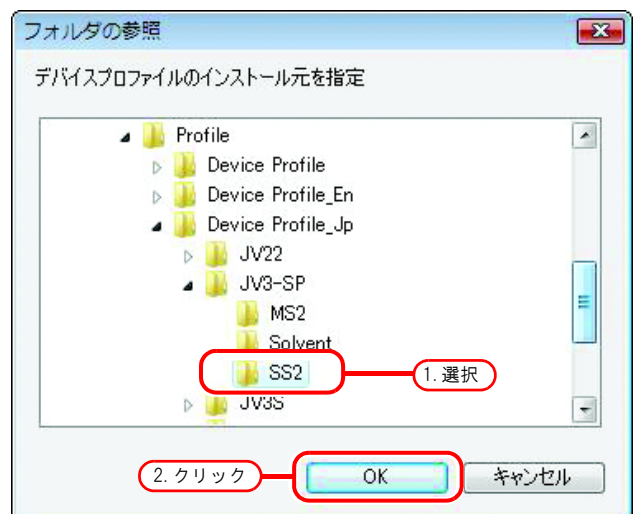 フォルダの参照
デバイスプロファイルのインストール元を指定
Profile
Device Profile
Device Profile_En
Device Profile_Jp
JV22
JV3-SP
MS2
Solvent
SS2
1. 選択
JV3S
2. クリック
OK
キャンセル